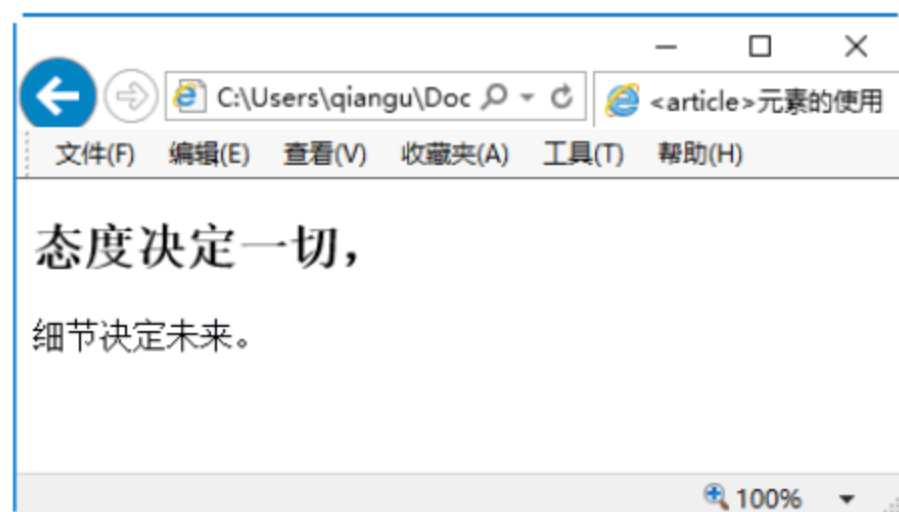 C:\Users\qiangu\Doc <article>元素的使用
文件(F) 编辑(E) 查看(V) 收藏夹(A) 工具(T) 帮助(H)
态度决定一切，
细节决定未来。
100%